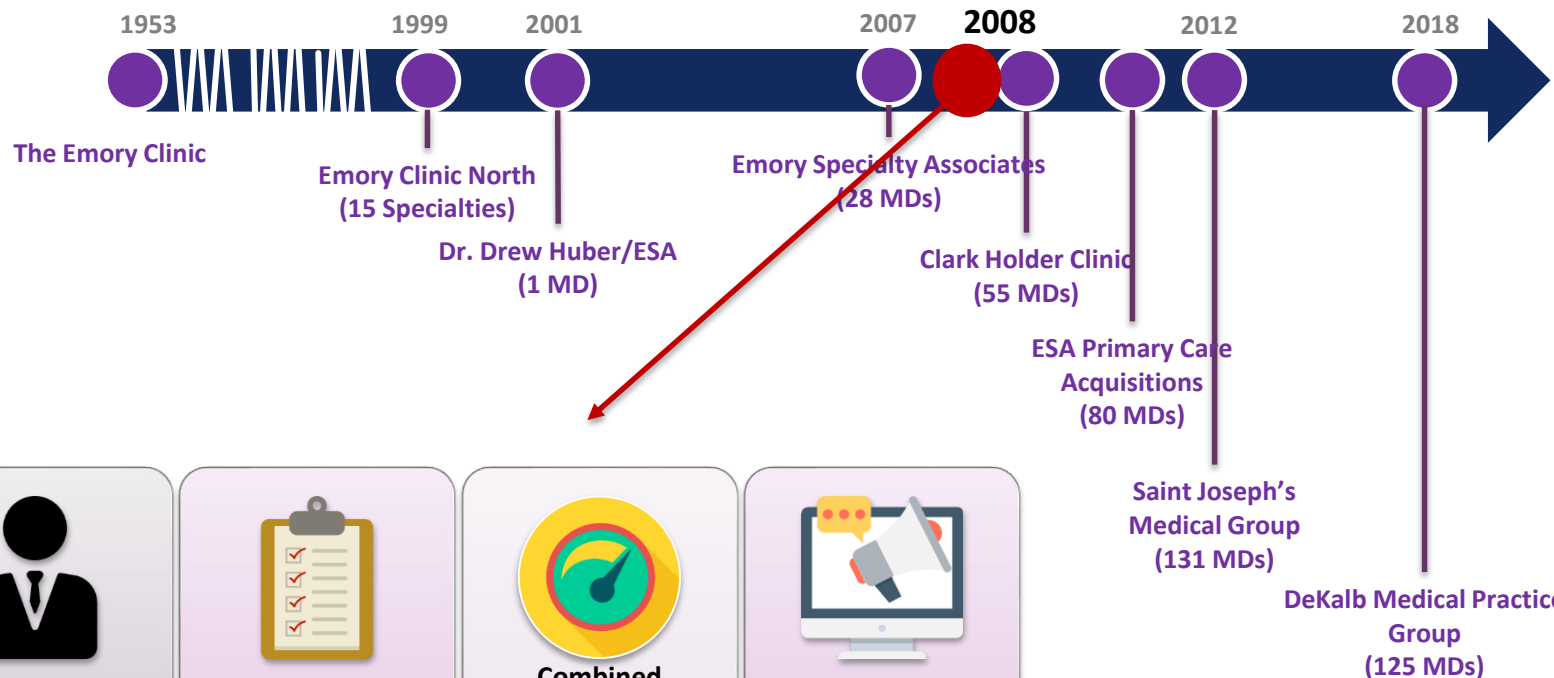 1953
1999
2001
2007
2008
2012
2018
The Emory Clinic
Emory Clinic North
(15 Specialties)
Dr. Drew Huber/ESA
(1 MD)
Emory Specialty Associates
(28 MDs)
Clark Holder Clinic
(55 MDs)
ESA Primary Care
Acquisitions
(80 MDs)
Saint Joseph's
Medical Group
(131 MDs)
DeKalb Medical Practice
Group
(125 MDs)
Combined